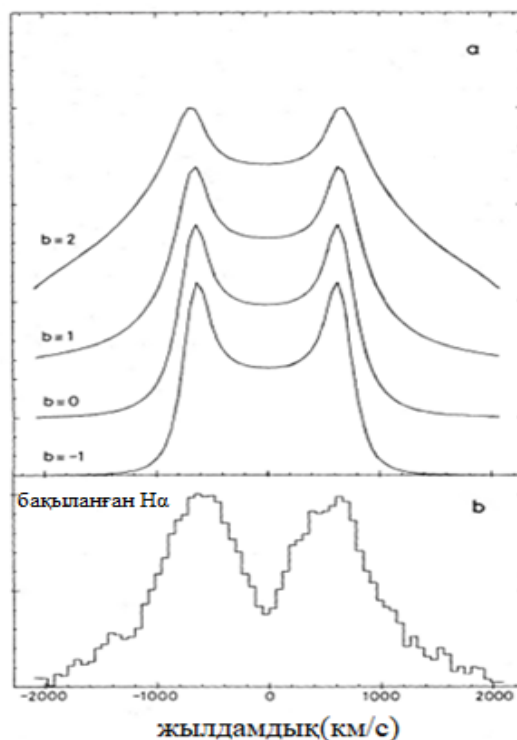 a
b=2
b=1
b=0
b=-1
бақыланған Hα
b
-2000 -1000 0 1000 2000
жылдамдық(км/с)